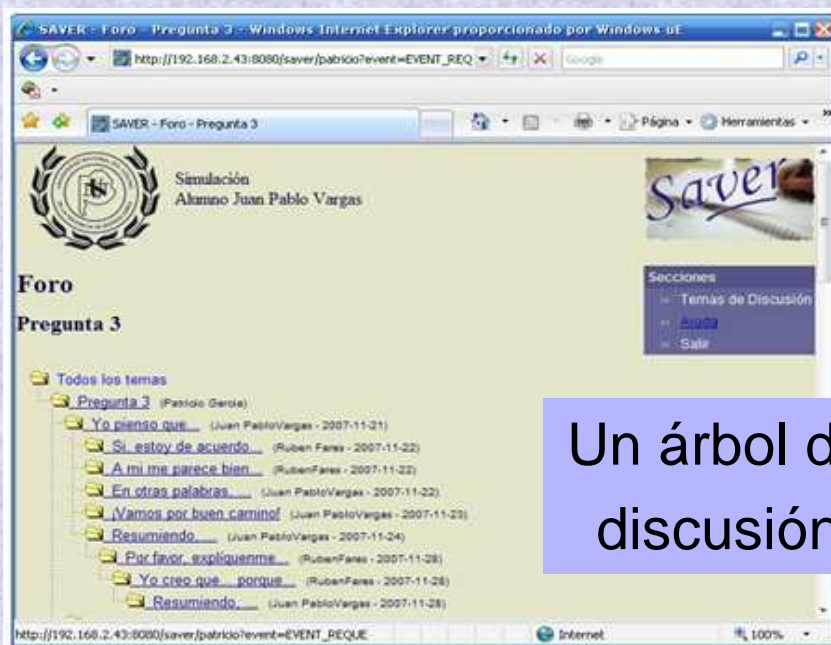 SAVER - Foro - Pregunta 3 - Windows Internet Explorer proporcionado por Windows uE
http://192.168.2.43:8080/saver/patricio?event=EVENT_REQ
Google
SAVER - Foro - Pregunta 3
Página
Herramientas
Simulación
Alumno Juan Pablo Vargas
Saver
Foro
Pregunta 3
Secciones
Temas de Discusión
Ayuda
Salir
Todos los temas
Pregunta 3 (Patricio Garcia)
Yo pienso que... (Juan PabloVargas - 2007-11-21)
Si, estoy de acuerdo... (Ruben Fares - 2007-11-22)
A mi me parece bien... (RubenFares - 2007-11-22)
En otras palabras, ... (Juan PabloVargas - 2007-11-22)
¡Vamos por buen camino! (Juan PabloVargas - 2007-11-23)
Resumiendo, ... (Juan PabloVargas - 2007-11-24)
Por favor, explíquenme... (RubenFares - 2007-11-28)
Yo creo que... porque... (RubenFares - 2007-11-28)
Resumiendo, ... (Juan PabloVargas - 2007-11-28)
Un árbol d
discusión
http://192.168.2.43:8080/saver/patricio?event=EVENT_REQUE
Internet
100%